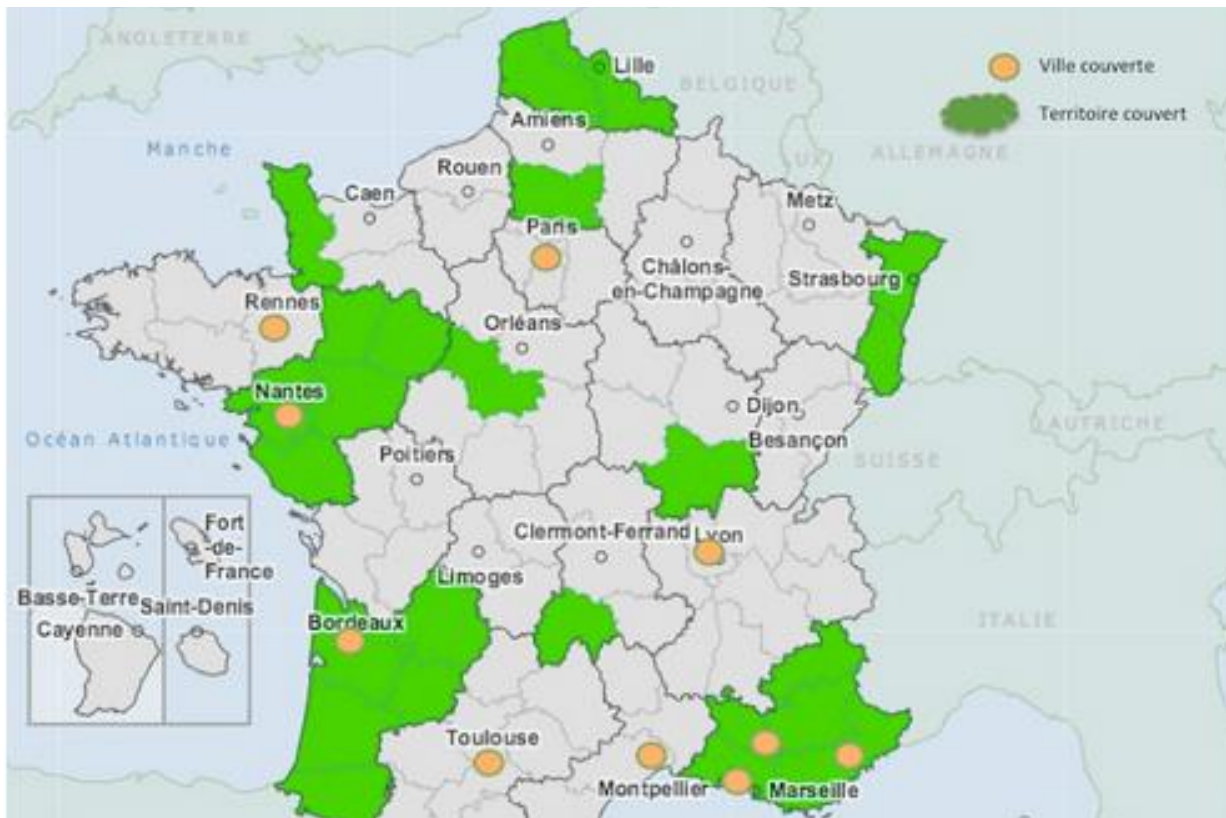 ANGLETERRE
Lille
Ville couverte
BELGIQUE
Territoire couvert
Amiens
Manche
ALLEMAGNE
UX
Rouen
Caen
Metz
Paris
Châlons-
en-Champagne
Strasbourg
Rennes
Orléans
Nantes
Dijon
AUTRICHE
Océan Atlantique
Besançon
Poitiers
SUISSE
Fort
-de-
France
Clermont-Ferrand
Lyon
Limoges
Basse-Terre
Saint-Denis
Cayenne
Bordeaux
ITALIE
Toulouse
Montpellier
Marseille